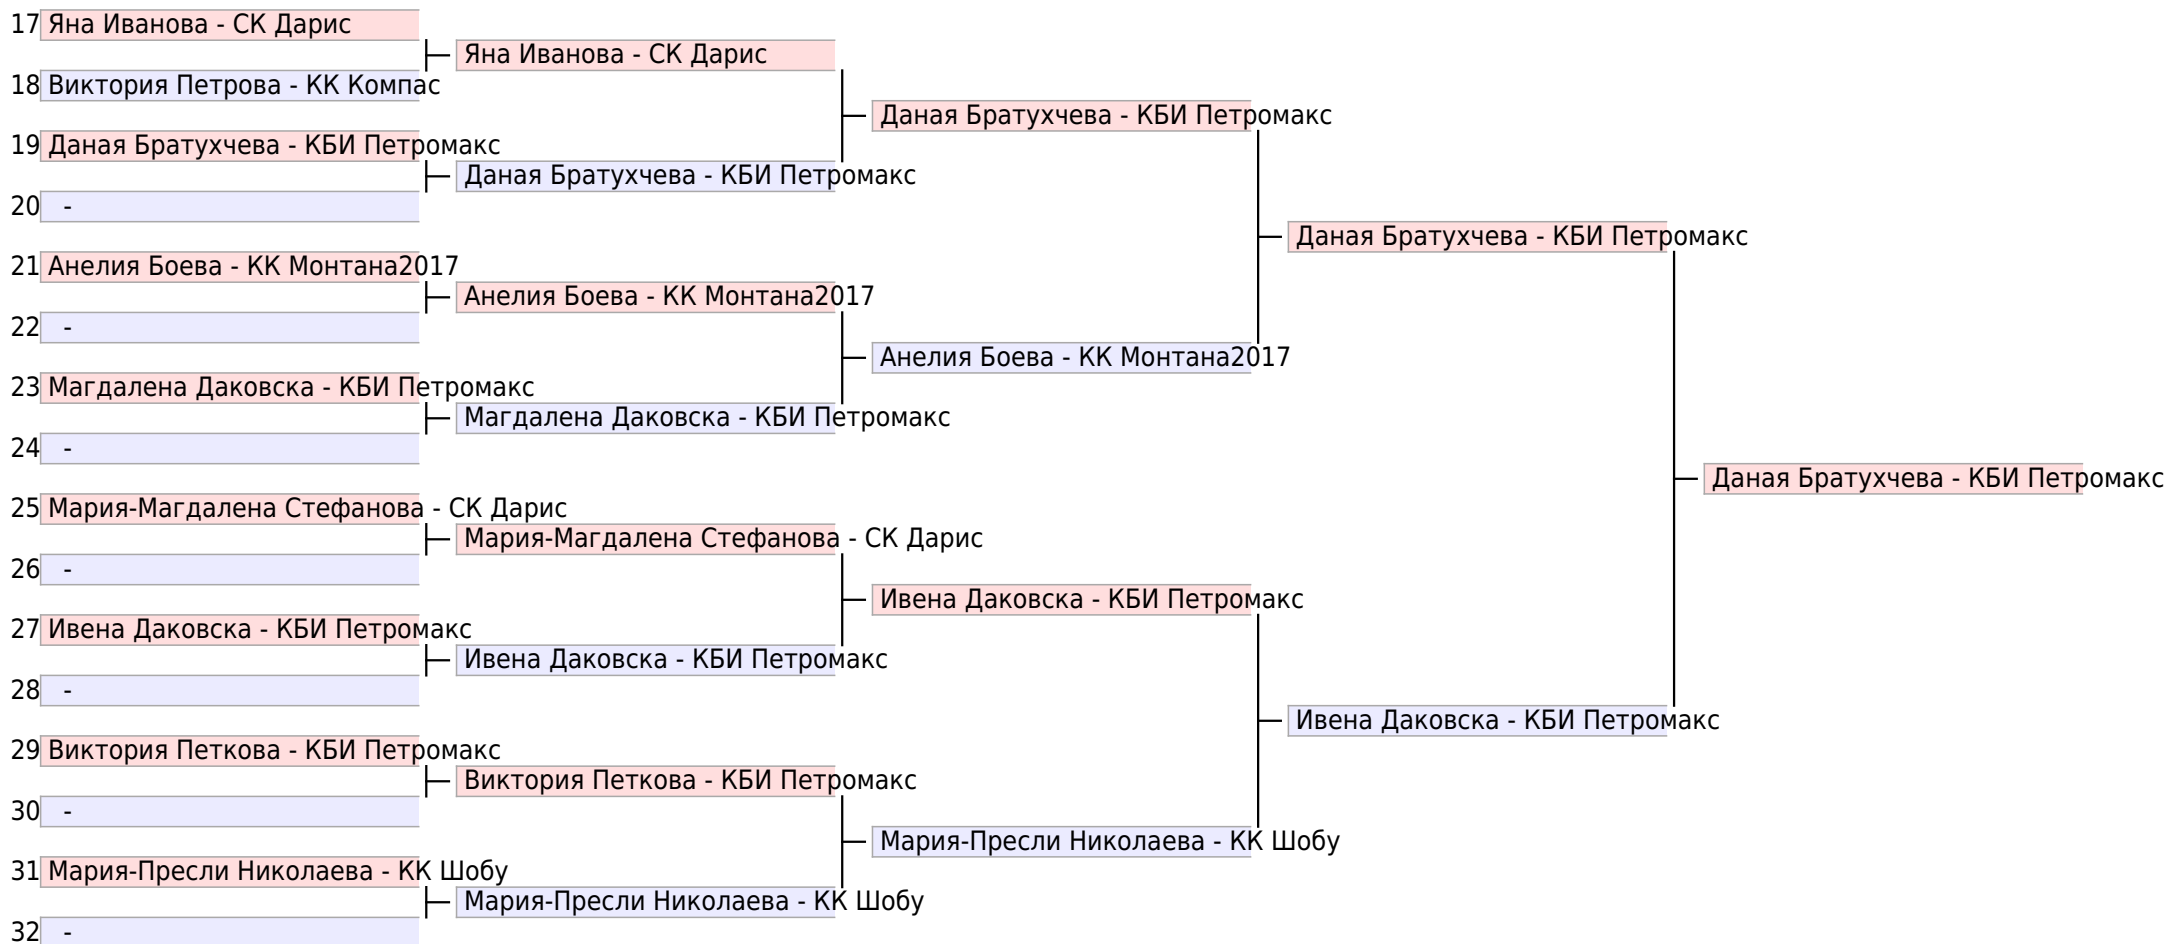 17 Яна Иванова - СК Дарис
Яна Иванова - СК Дарис
18 Виктория Петрова - КК Компас
Даная Братухчева - КБИ Петромакс
19 Даная Братухчева - КБИ Петромакс
Даная Братухчева - КБИ Петромакс
20 -
Даная Братухчева - КБИ Петромакс
21 Анелия Боева - КК Монтана2017
Анелия Боева - КК Монтана2017
22 -
Анелия Боева - КК Монтана2017
23 Магдалена Даковска - КБИ Петромакс
Магдалена Даковска - КБИ Петромакс
24 -
Даная Братухчева - КБИ Петромакс
25 Мария-Магдалена Стефанова - СК Дарис
Мария-Магдалена Стефанова - СК Дарис
26 -
Ивена Даковска - КБИ Петромакс
27 Ивена Даковска - КБИ Петромакс
Ивена Даковска - КБИ Петромакс
28 -
Ивена Даковска - КБИ Петромакс
29 Виктория Петкова - КБИ Петромакс
Виктория Петкова - КБИ Петромакс
30 -
Мария-Пресли Николаева - КК Шобу
31 Мария-Пресли Николаева - КК Шобу
Мария-Пресли Николаева - КК Шобу
32 -